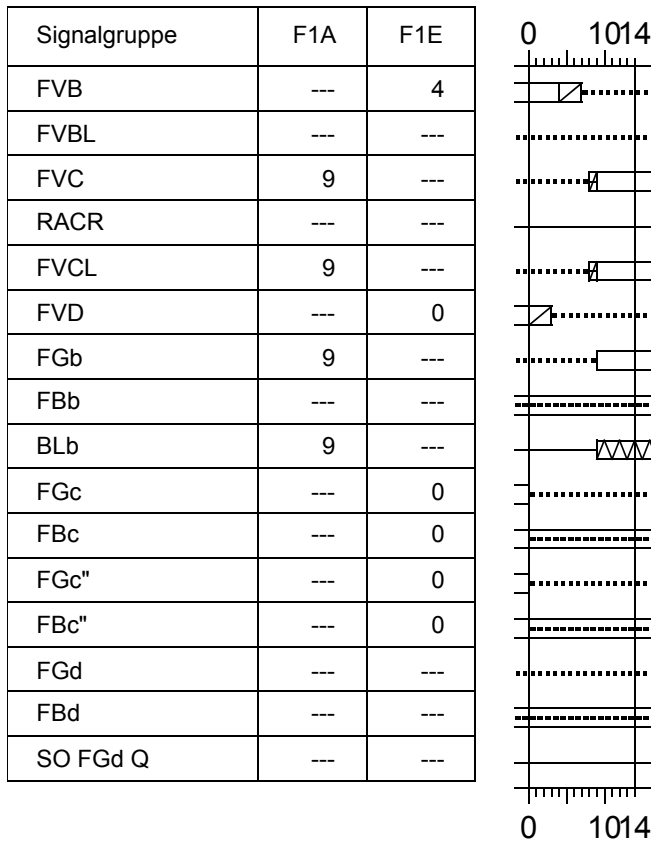 Signalgruppe F1A F1E 0 10 14
FVB --- 4
FVBL --- ---
FVC 9 ---
RACR --- ---
FVCL 9 ---
FVD --- 0
FGb 9 ---
FBb --- ---
BLb 9 ---
FGc --- 0
FBc --- 0
FGc" --- 0
FBc" --- 0
FGd --- ---
FBd --- ---
SO FGd Q --- ---
0 10 14